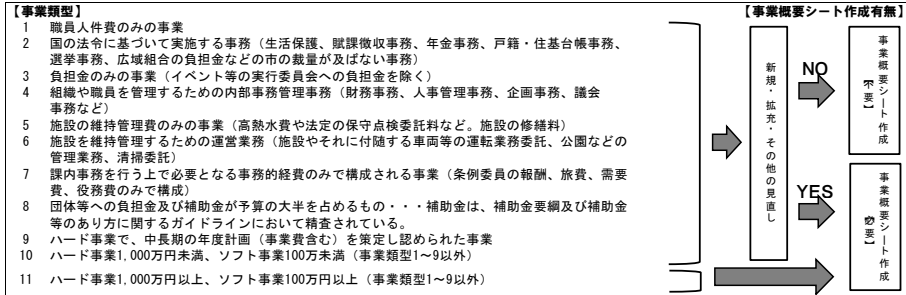 【事業類型】
【事業概要シート作成有無】
1 職員人件費のみの事業
2 国の法令に基づいて実施する事務（生活保護、賦課徴収事務、年金事務、戸籍・住基台帳事務、
選挙事務、広域組合の負担金などの市の裁量が及ばない事務）
3 負担金のみの事業（イベント等の実行委員会への負担金を除く）
4 組織や職員を管理するための内部事務管理事務（財務事務、人事管理事務、企画事務、議会
事務など）
5 施設の維持管理費のみの事業（高熱水費や法定の保守点検委託料など。施設の修繕料）
6 施設を維持管理するための運営業務（施設やそれに付随する車両等の運転業務委託、公園などの
管理業務、清掃委託）
7 課内事務を行う上で必要となる事務的経費のみで構成される事業（条例委員の報酬、旅費、需要
費、役務費のみで構成）
8 団体等への負担金及び補助金が予算の大半を占めるもの・・・補助金は、補助金要綱及び補助金
等のあり方に関するガイドラインにおいて精査されている。
9 ハード事業で、中長期の年度計画（事業費含む）を策定し認められた事業
10 ハード事業1,000万円未満、ソフト事業100万未満（事業類型1～9以外）
11 ハード事業1,000万円以上、ソフト事業100万円以上（事業類型1～9以外）
新規・拡充・その他の見直し
NO
事業概要シート作成
【不要】
YES
事業概要シート作成
【必要】